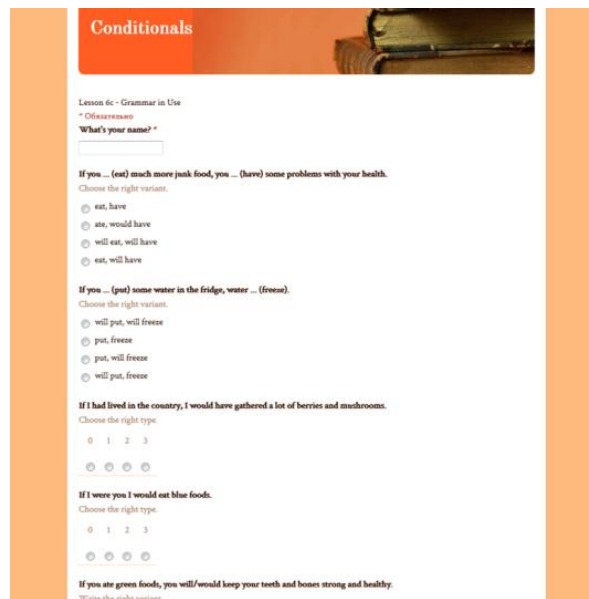 Conditionals
Lesson 6c - Grammar in Use
* Обязательно
What's your name? *
If you ... (eat) much more junk food, you ... (have) some problems with your health.
Choose the right variant.
eat, have
ate, would have
will eat, will have
eat, will have
If you ... (put) some water in the fridge, water ... (freeze).
Choose the right variant.
will put, will freeze
put, freeze
put, will freeze
will put, freeze
If I had lived in the country, I would have gathered a lot of berries and mushrooms.
Choose the right type.
0 1 2 3
If I were you I would eat blue foods.
Choose the right type.
0 1 2 3
If you ate green foods, you will/would keep your teeth and bones strong and healthy.
Write the right variant